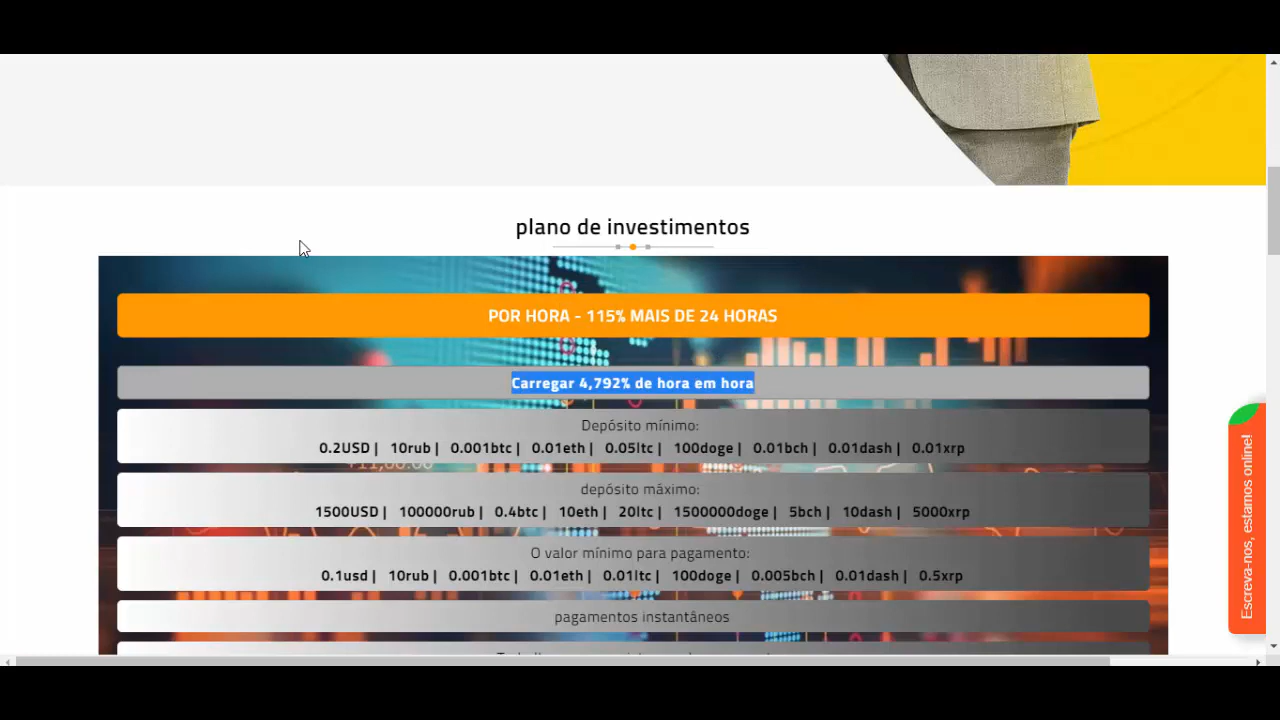 plano de investimentos
POR HORA - 115% MAIS DE 24 HORAS
Carregar 4,792% de hora em hora
Depósito mínimo:
0.2USD | 10rub | 0.001btc | 0.01eth | 0.05ltc | 100doge | 0.01bch | 0.01dash | 0.01xrp
depósito máximo:
1500USD | 100000rub | 0.4btc | 10eth | 20ltc | 1500000doge | 5bch | 10dash | 5000xrp
O valor mínimo para pagamento:
0.1usd | 10rub | 0.001btc | 0.01eth | 0.01ltc | 100doge | 0.005bch | 0.01dash | 0.5xrp
pagamentos instantâneos
Escreva-nos, estamos online!